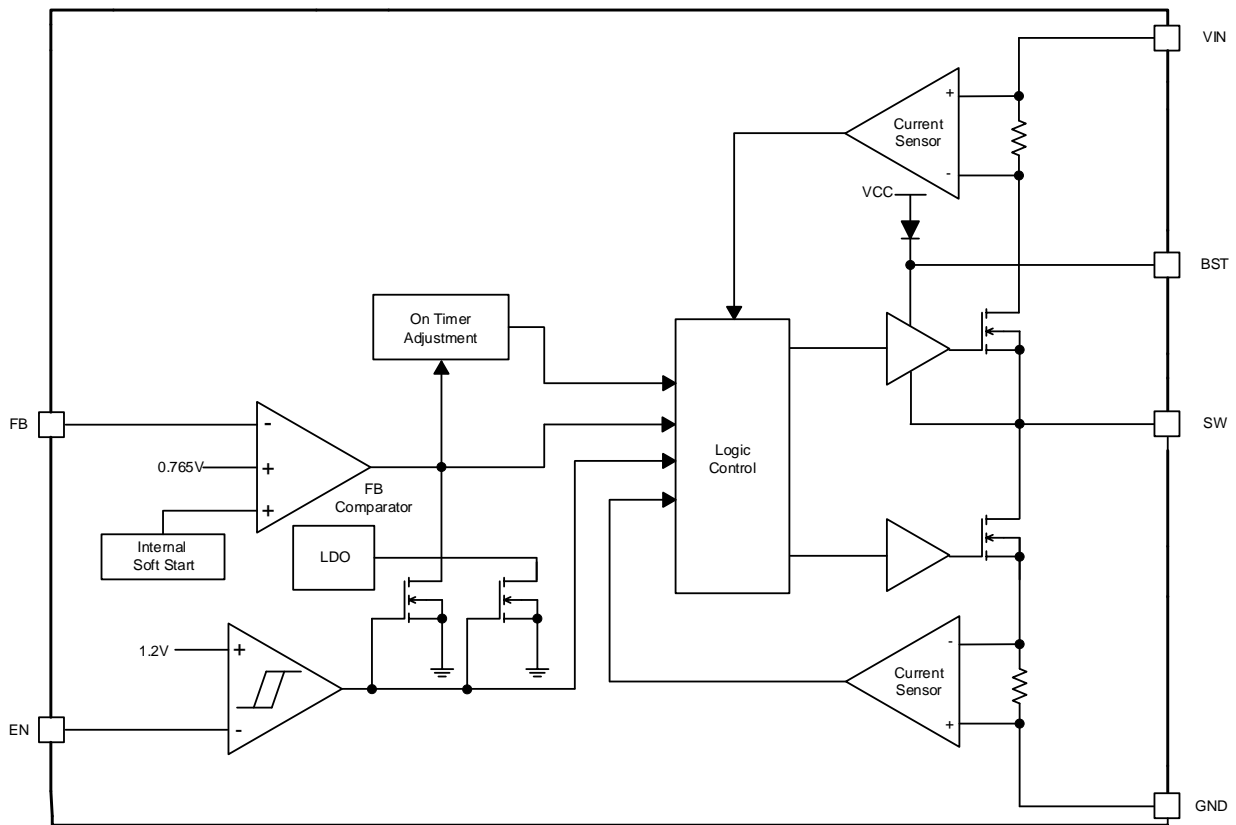 VIN
+
Current
Sensor
-
VCC
BST
On Timer
Adjustment
FB
-
0.765V
+
+
FB
Comparator
Internal
Soft Start
LDO
Logic
Control
SW
1.2V
+
-
EN
-
Current
Sensor
+
GND